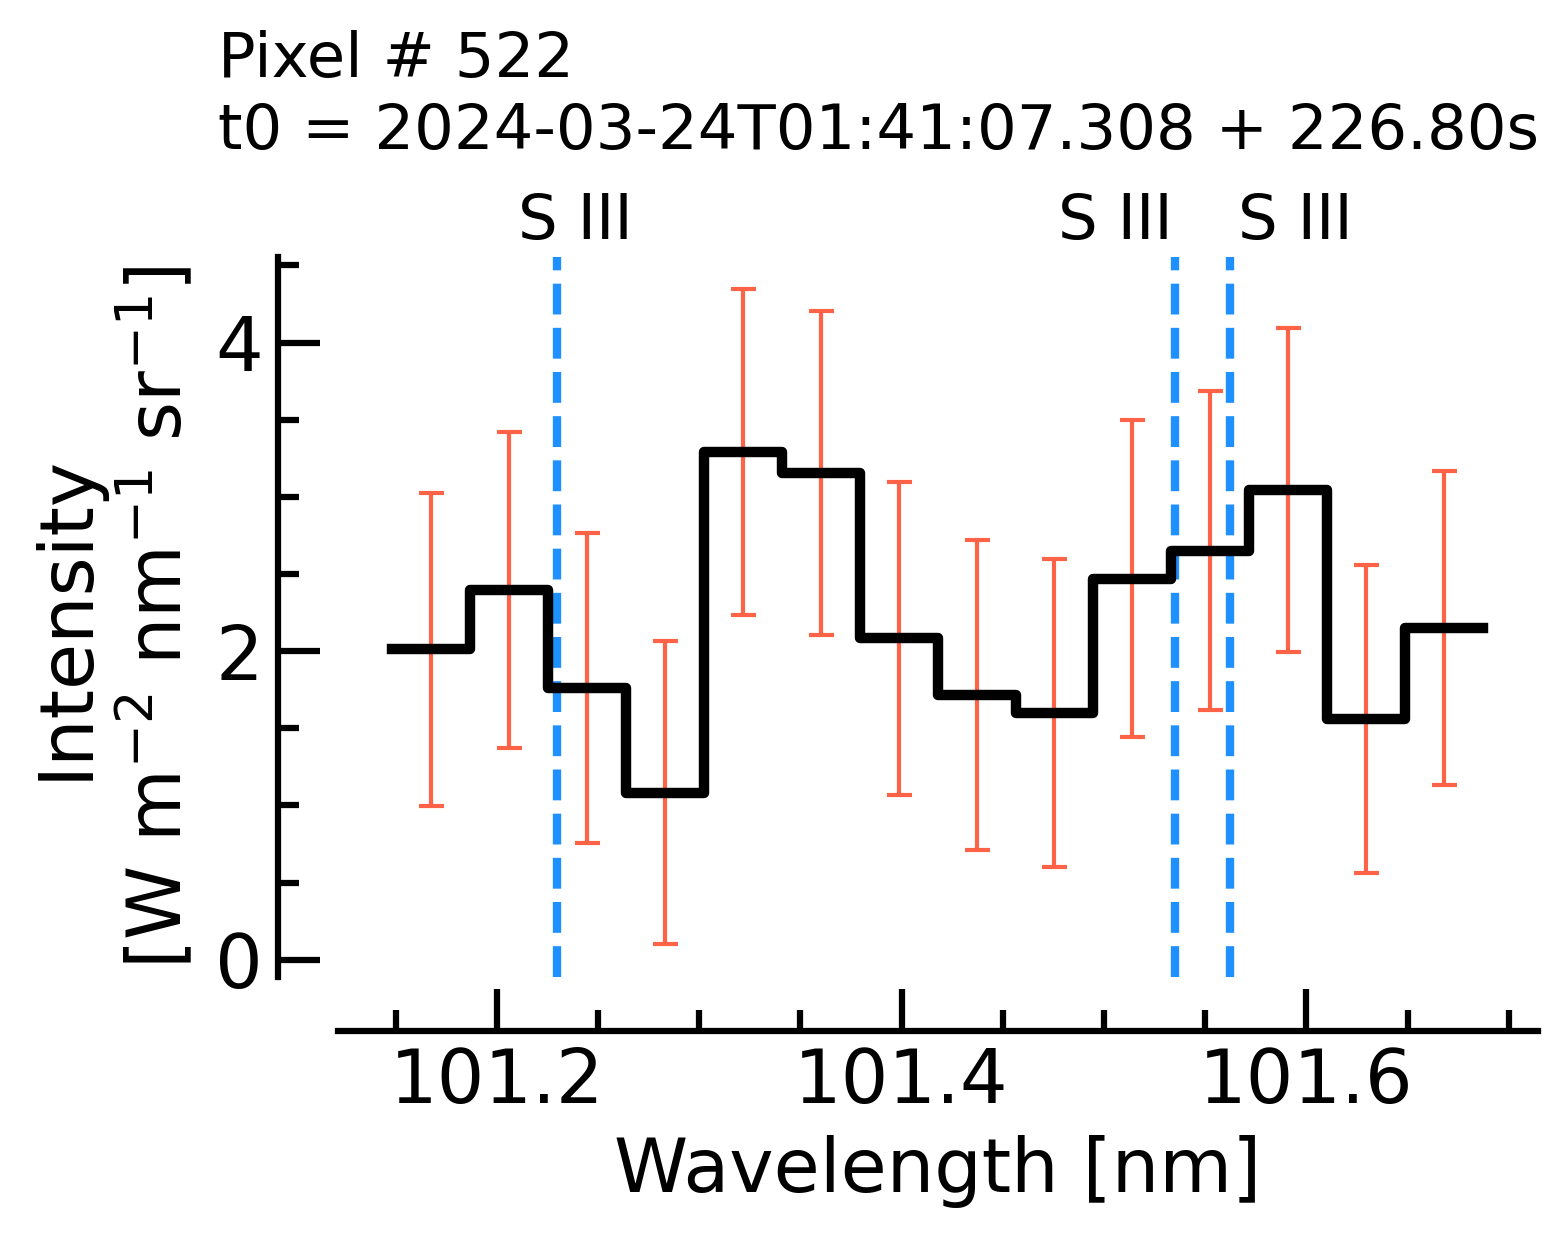 Pixel # 522
t0 = 2024-03-24T01:41:07.308 + 226.80s
S III S III S III
Intensity
[W m⁻² nm⁻¹ sr⁻¹]
4
2
0
101.2 101.4 101.6
Wavelength [nm]